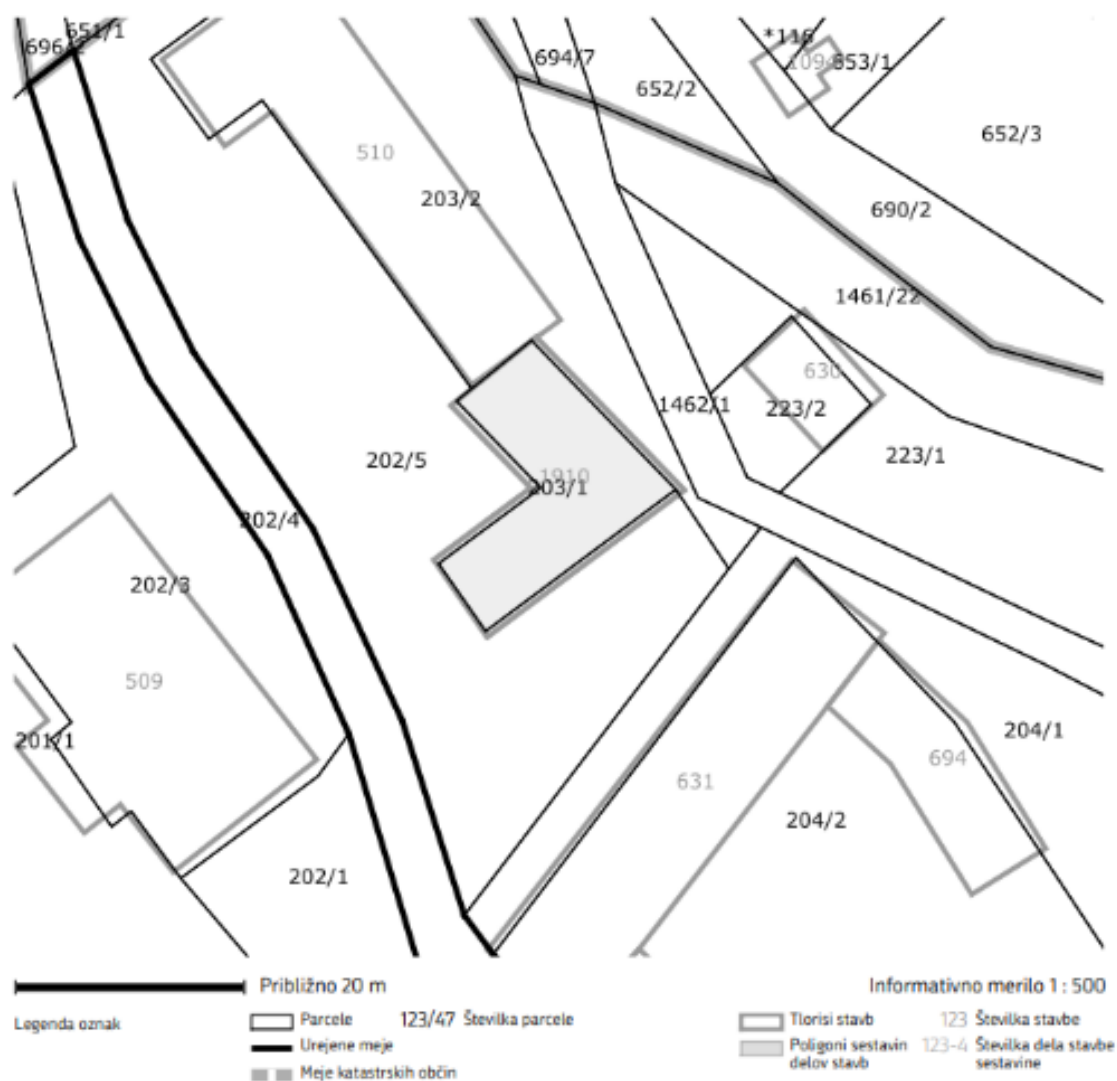 651/1
*116
694/7
1094
653/1
652/2
652/3
510
203/2
690/2
1461/22
630
1462/1
223/2
223/1
202/5
1910
203/1
202/4
202/3
509
201/1
204/1
694
631
204/2
202/1
Približno 20 m
Informativno merilo 1 : 500
Legenda oznak
Parcele
123/47 Številka parcele
Urejene meje
Meje katastrskih občin
Tlorisi stavb
123 Številka stavbe
Poligoni sestavin
delov stavb
123-4 Številka dela stavbe
sestavine